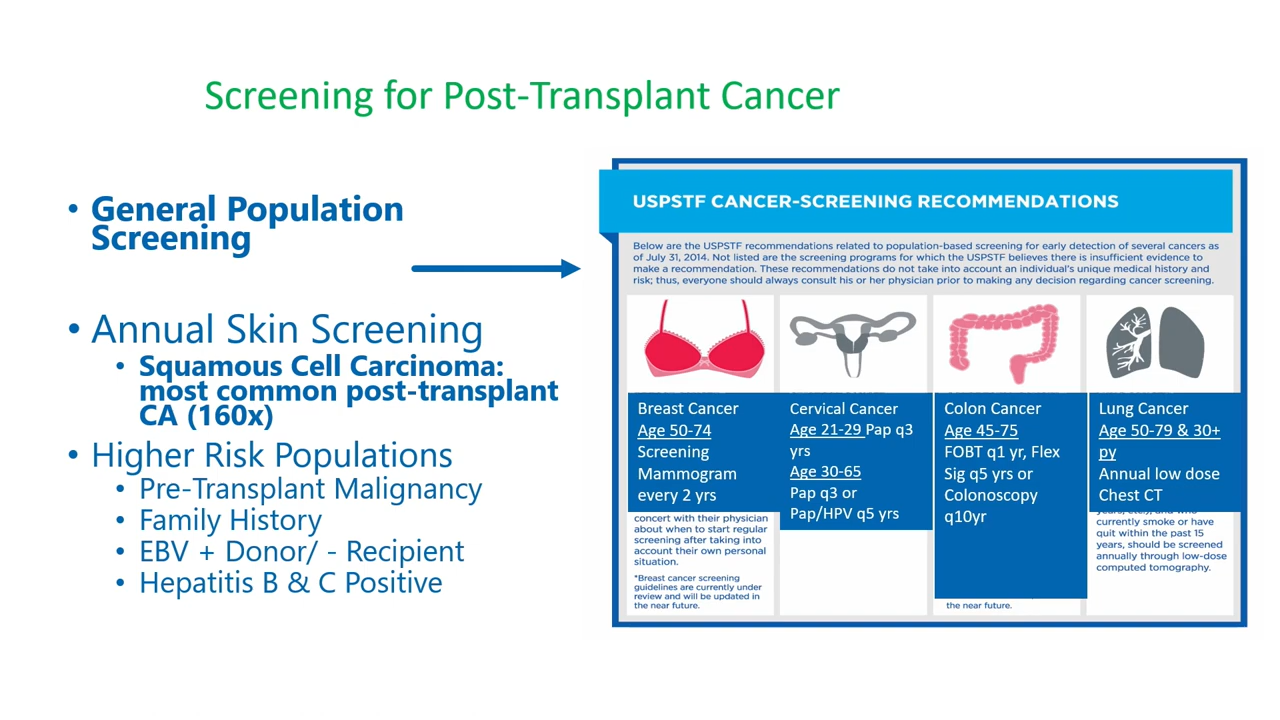 Screening for Post-Transplant Cancer
• General Population
Screening
• Annual Skin Screening
• Squamous Cell Carcinoma:
most common post-transplant
CA (160x)
• Higher Risk Populations
• Pre-Transplant Malignancy
• Family History
• EBV + Donor/ - Recipient
• Hepatitis B & C Positive
USPSTF CANCER-SCREENING RECOMMENDATIONS
Below are the USPSTF recommendations related to population-based screening for early detection of several cancers as
of July 31, 2014. Not listed are the screening programs for which the USPSTF believes there is insufficient evidence to
make a recommendation. These recommendations do not take into account an individual's unique medical history and
risk; thus, everyone should always consult his or her physician prior to making any decision regarding cancer screening.
Breast Cancer
Age 50-74
Screening
Mammogram
every 2 yrs
concert with their physician
about when to start regular
screening after taking into
account their own personal
situation.
*Breast cancer screening
guidelines are currently under
review and will be updated in
the near future.
Cervical Cancer
Age 21-29 Pap q3
yrs
Age 30-65
Pap q3 or
Pap/HPV q5 yrs
Colon Cancer
Age 45-75
FOBT q1 yr, Flex
Sig q5 yrs or
Colonoscopy
q10yr
the near future.
Lung Cancer
Age 50-79 & 30+
py
Annual low dose
Chest CT
currently smoke or have
quit within the past 15
years, should be screened
annually through low-dose
computed tomography.